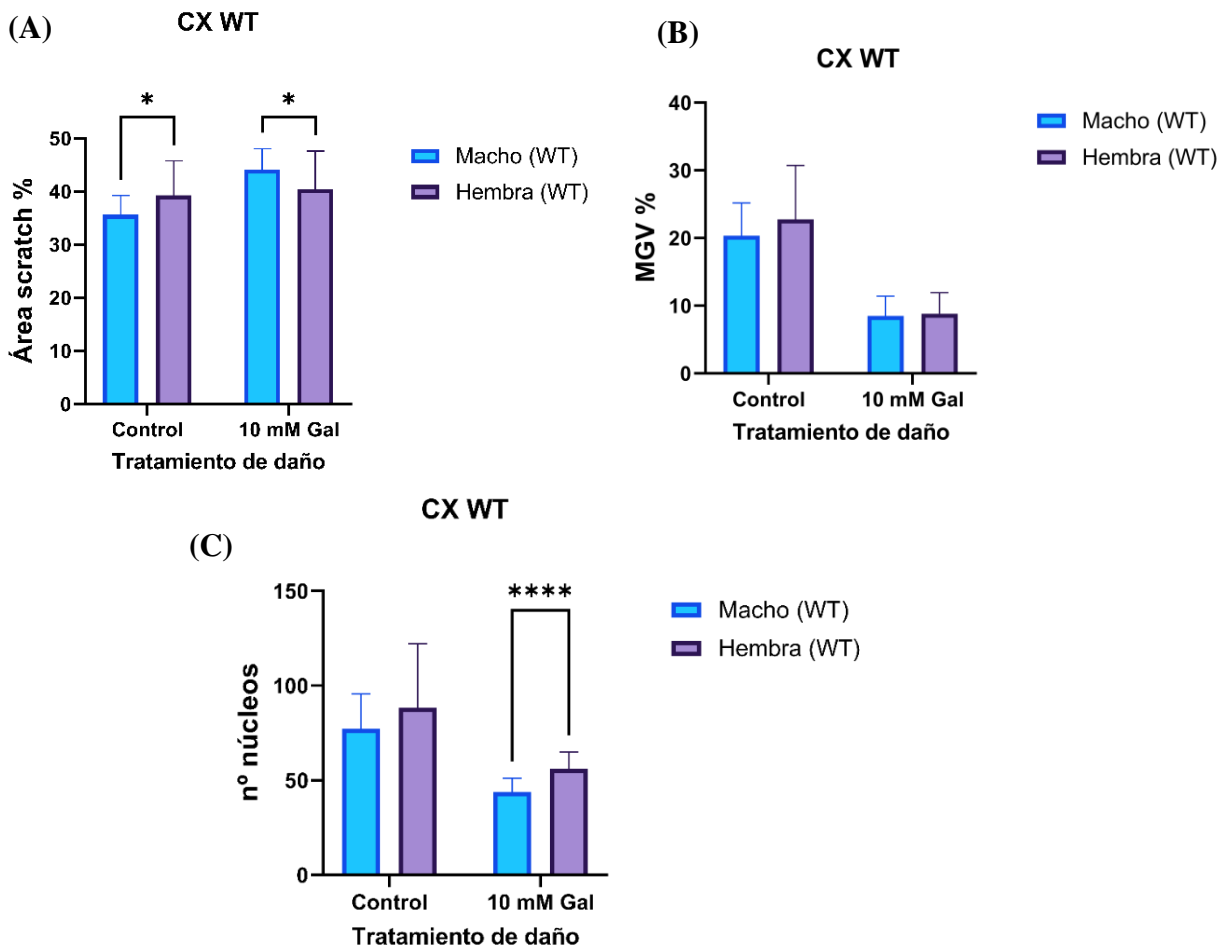 (A)
CX WT
*
*
50
40
30
20
10
0
Área scratch %
Control
10 mM Gal
Tratamiento de daño
Macho (WT)
Hembra (WT)
(B)
CX WT
40
30
20
10
0
MGV %
Control
10 mM Gal
Tratamiento de daño
Macho (WT)
Hembra (WT)
(C)
CX WT
****
150
100
50
0
nº núcleos
Control
10 mM Gal
Tratamiento de daño
Macho (WT)
Hembra (WT)